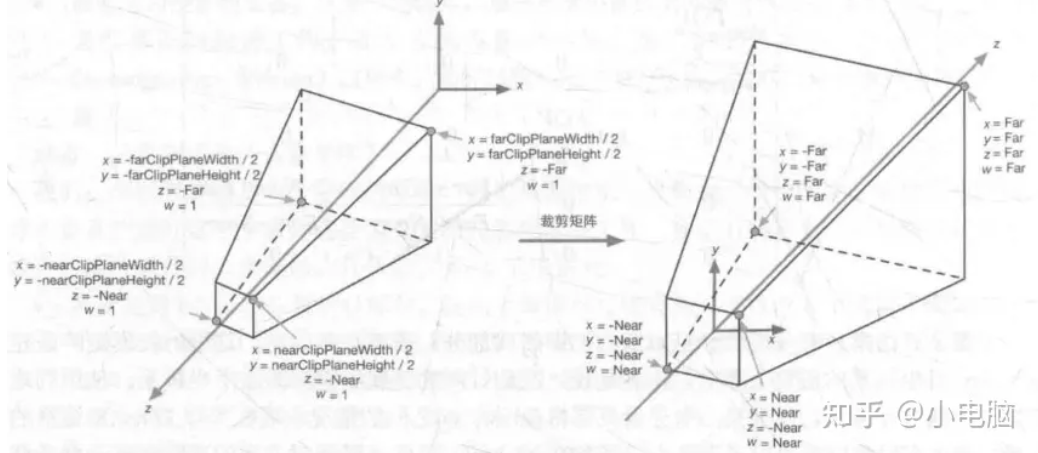 y
x
x = -farClipPlaneWidth / 2
y = -farClipPlaneHeight / 2
z = -Far
w = 1
x = farClipPlaneWidth / 2
y = farClipPlaneHeight / 2
z = -Far
w = 1
x = -nearClipPlaneWidth / 2
y = -nearClipPlaneHeight / 2
z = -Near
w = 1
x = nearClipPlaneWidth / 2
y = nearClipPlaneHeight / 2
z = -Near
w = 1
z
裁剪矩阵
z
x = Far
y = Far
z = Far
w = Far
x = -Far
y = -Far
z = Far
w = Far
y
x = -Near
y = -Near
z = -Near
w = Near
x = Near
y = Near
z = -Near
w = Near
知乎 @小电脑